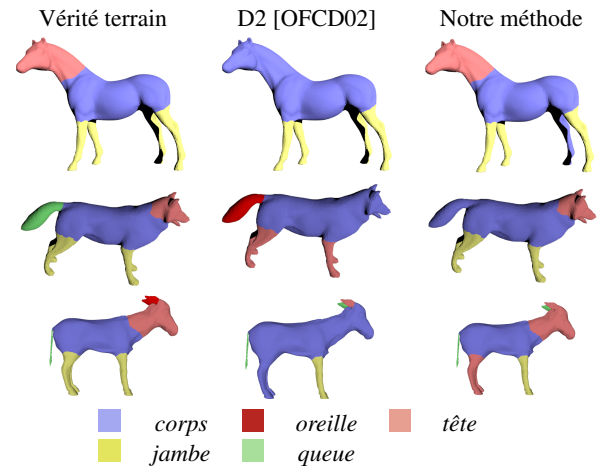 Vérité terrain D2 [OFCD02] Notre méthode
corps oreille tête
jambe queue